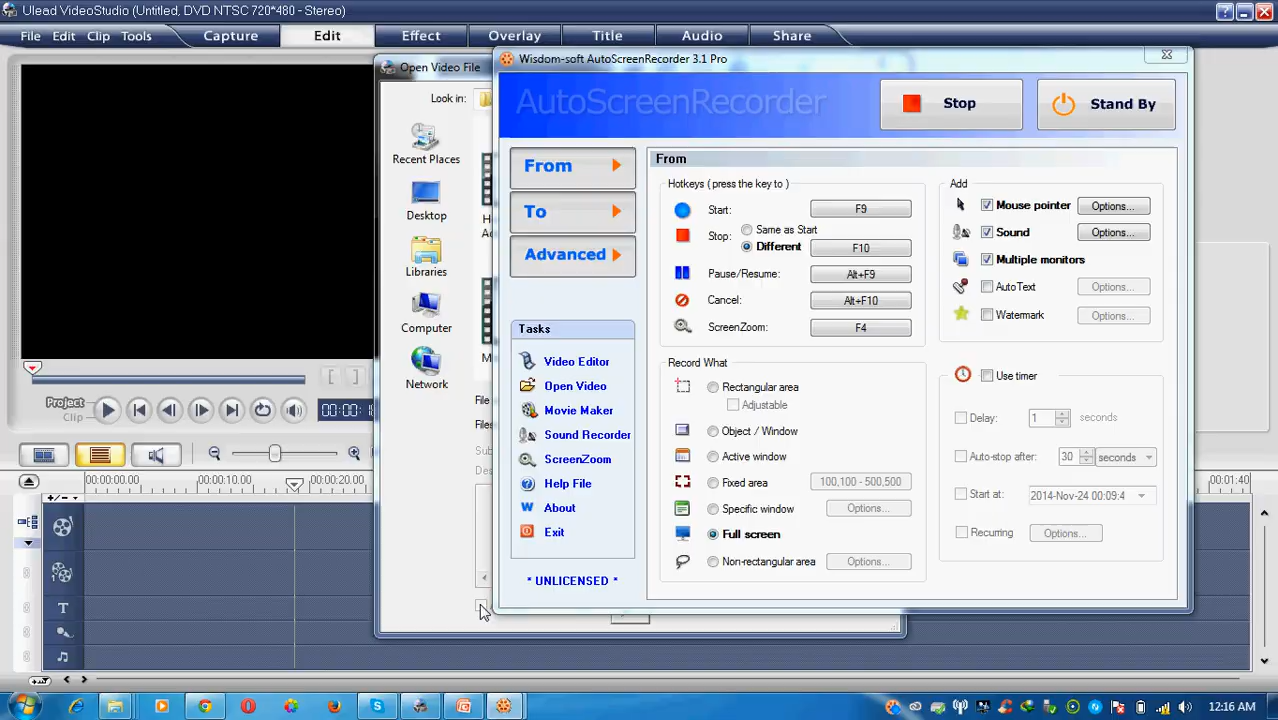 Ulead VideoStudio (Untitled, DVD NTSC 720*480 - Stereo)
File Edit Clip Tools Capture Edit Effect Overlay Title Audio Share
Open Video File
Look in:
Recent Places
Desktop
Libraries
Computer
Network
Wisdom-soft AutoScreenRecorder 3.1 Pro
AutoScreenRecorder
Stop
Stand By
From
To
Advanced
Tasks
Video Editor
Open Video
Movie Maker
Sound Recorder
ScreenZoom
Help File
About
Exit
* UNLICENSED *
From
Hotkeys ( press the key to )
Start: F9
Stop: Same as Start
Different F10
Pause/Resume: Alt+F9
Cancel: Alt+F10
ScreenZoom: F4
Record What
Rectangular area
Adjustable
Object / Window
Active window
Fixed area 100,100 - 500,500
Specific window Options...
Full screen
Non-rectangular area Options...
Add
Mouse pointer Options...
Sound Options...
Multiple monitors
AutoText Options...
Watermark Options...
Use timer
Delay: 1 seconds
Auto-stop after: 30 seconds
Start at: 2014-Nov-24 00:09:4
Recurring Options...
Project
Clip
00:00:00.00 00:00:10.00 00:00:20.00 :01:40
T
12:16 AM